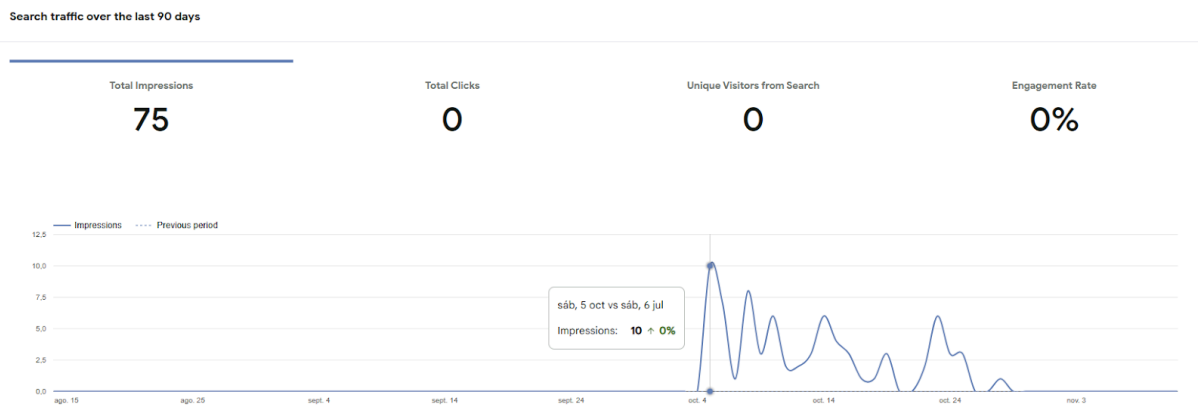 Search traffic over the last 90 days
Total Impressions
Total Clicks
Unique Visitors from Search
Engagement Rate
75
0
0
0%
Impressions
Previous period
12,5
10,0
7,5
5,0
2,5
0,0
sáb, 5 oct vs sáb, 6 jul
Impressions: 10 ↑ 0%
ago. 15
ago. 25
sept. 4
sept. 14
sept. 24
oct. 4
oct. 14
oct. 24
nov. 3